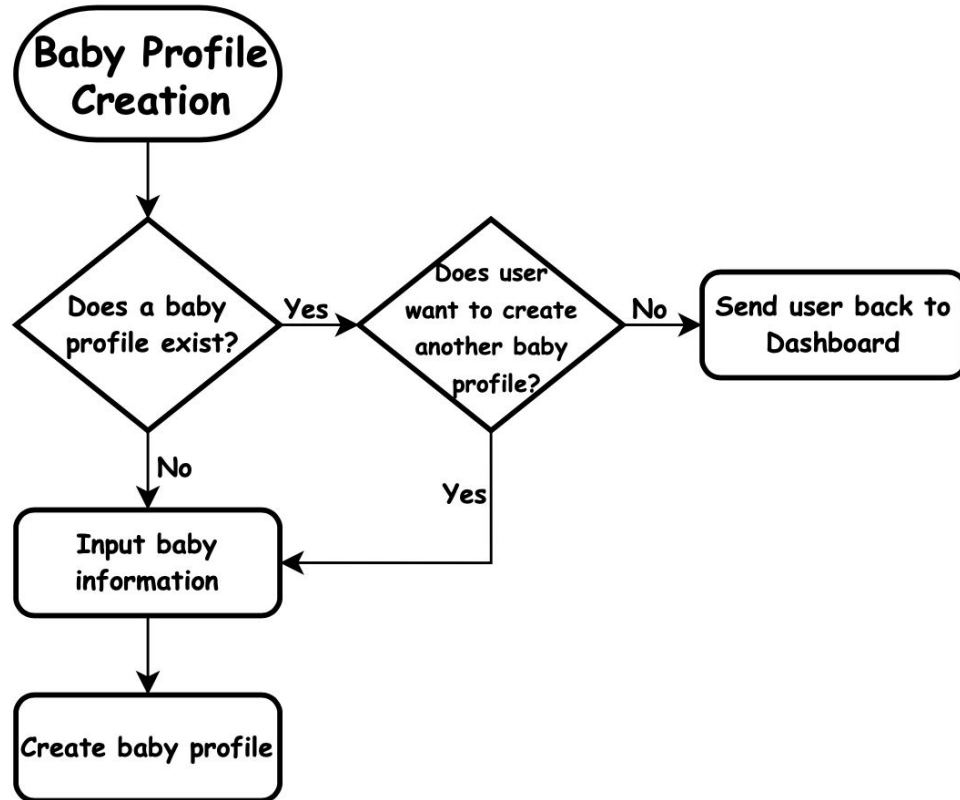 Baby Profile
Creation
Does a baby
profile exist?
Yes
Does user
want to create
another baby
profile?
No
Send user back to
Dashboard
No
Yes
Input baby
information
Create baby profile